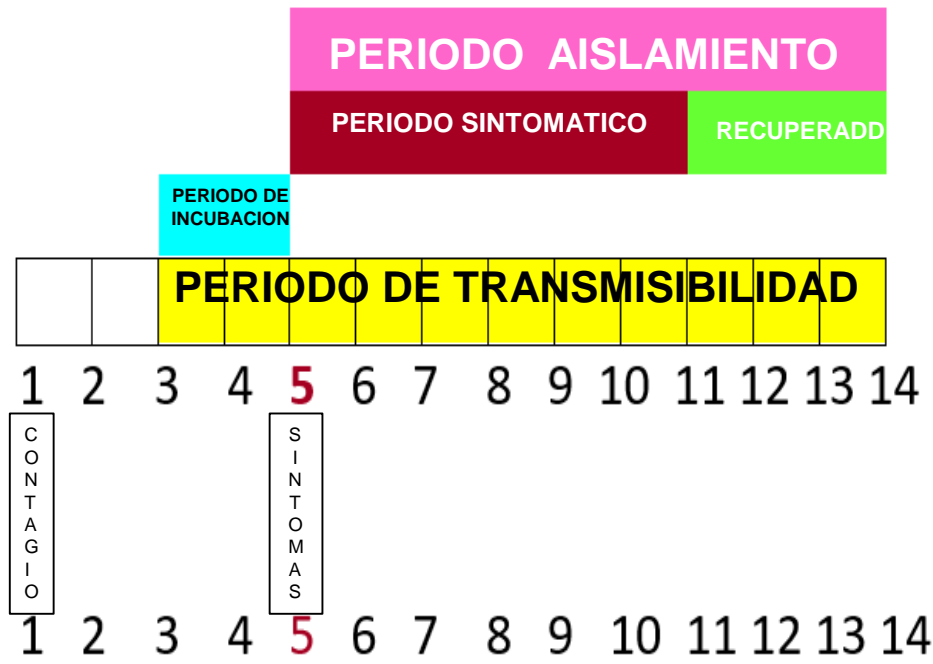 PERIODO AISLAMIENTO
PERIODO SINTOMATICO
RECUPERADD
PERIODO DE
INCUBACION
PERIODO DE TRANSMISIBILIDAD
1 2 3 4 5 6 7 8 9 10 11 12 13 14
CONTAGIO
SINTOMAS
1 2 3 4 5 6 7 8 9 10 11 12 13 14